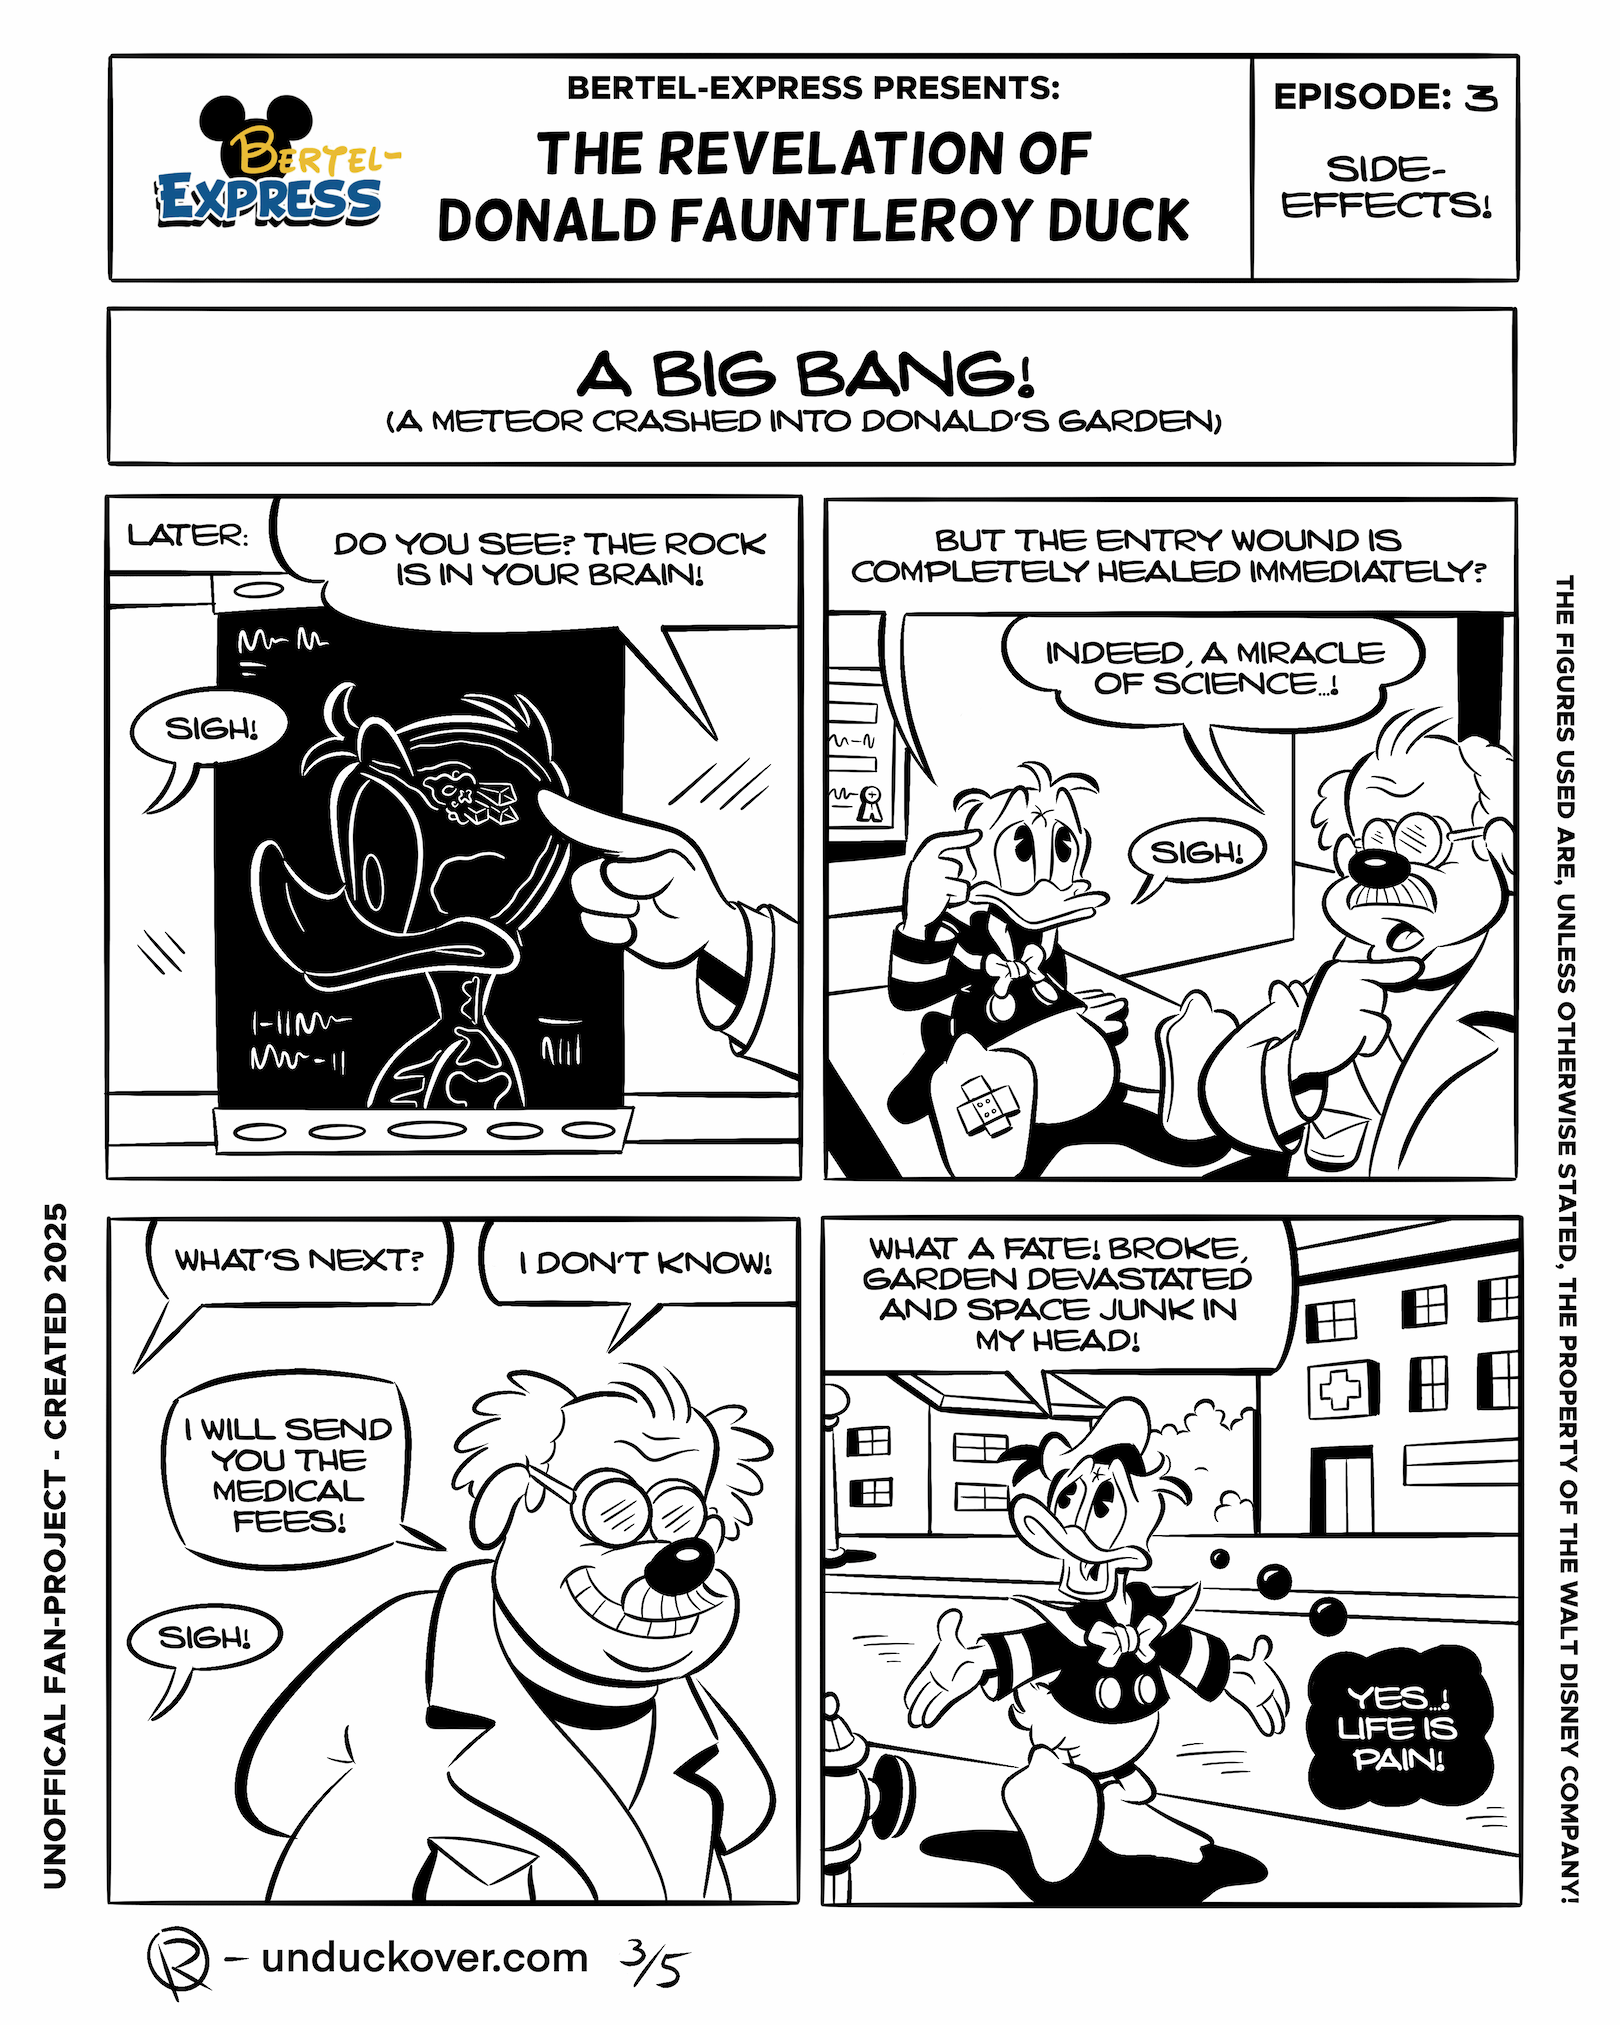 BERTEL-
EXPRESS
BERTEL-EXPRESS PRESENTS:
THE REVELATION OF
DONALD FAUNTLEROY DUCK
EPISODE: 3
SIDE-
EFFECTS!
A BIG BANG!
(A METEOR CRASHED INTO DONALD'S GARDEN)
LATER:
DO YOU SEE? THE ROCK
IS IN YOUR BRAIN!
SIGH!
BUT THE ENTRY WOUND IS
COMPLETELY HEALED IMMEDIATELY?
INDEED, A MIRACLE
OF SCIENCE...!
SIGH!
WHAT'S NEXT?
I DON'T KNOW!
I WILL SEND
YOU THE
MEDICAL
FEES!
SIGH!
WHAT A FATE! BROKE,
GARDEN DEVASTATED
AND SPACE JUNK IN
MY HEAD!
YES...!
LIFE IS
PAIN!
UNOFFICAL FAN-PROJECT - CREATED 2025
THE FIGURES USED ARE, UNLESS OTHERWISE STATED, THE PROPERTY OF THE WALT DISNEY COMPANY!
R - unduckover.com 3/5